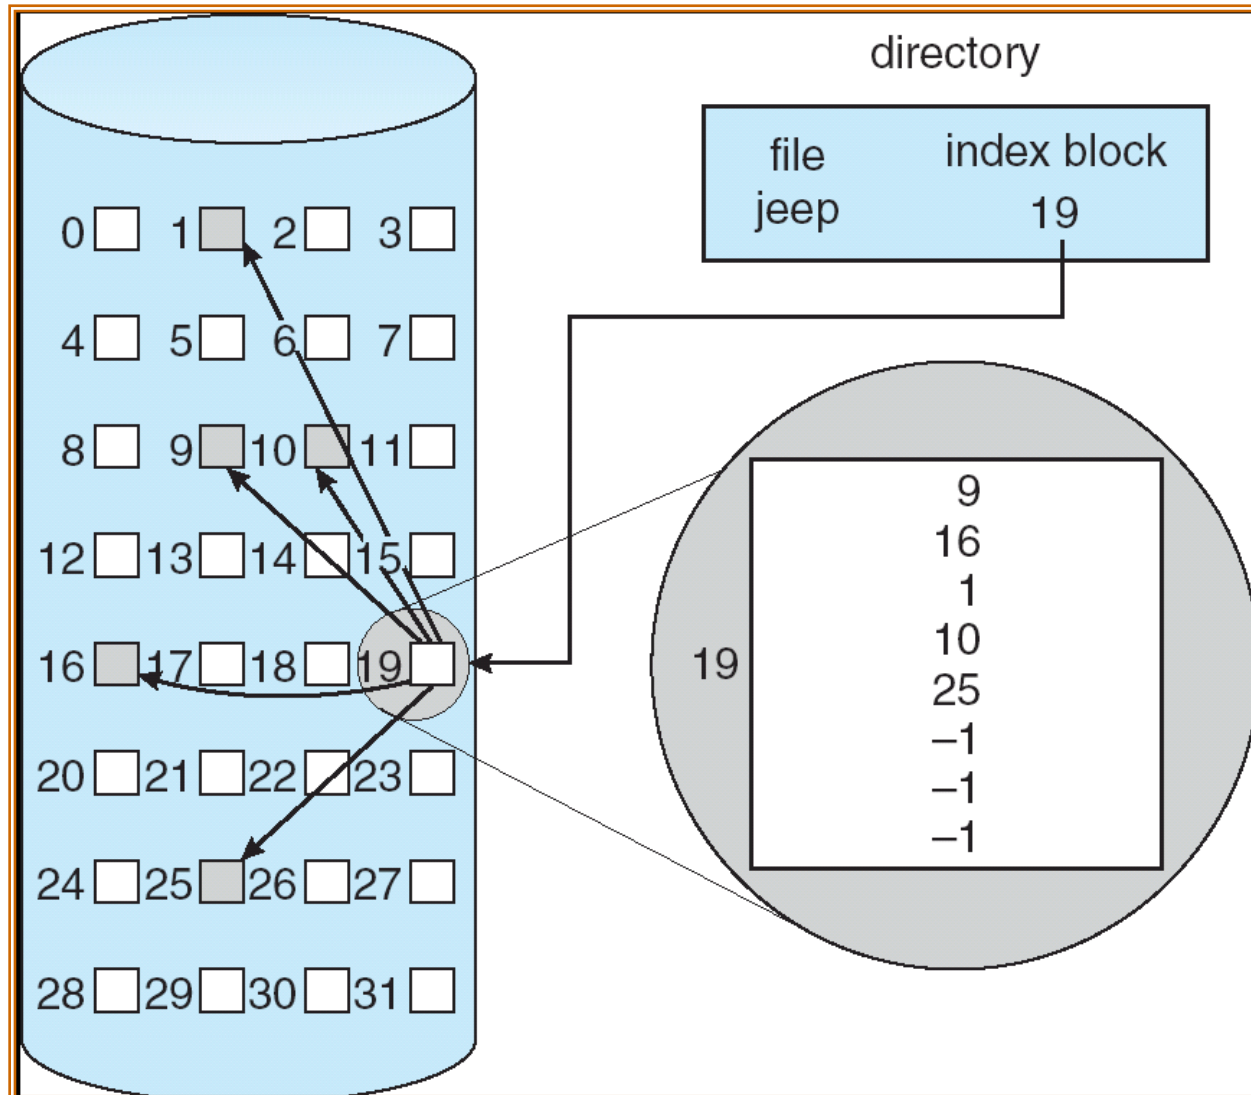 directory
file index block
jeep 19
0 1 2 3
4 5 6 7
8 9 10 11
12 13 14 15
16 17 18 19
20 21 22 23
24 25 26 27
28 29 30 31
19
9
16
1
10
25
–1
–1
–1